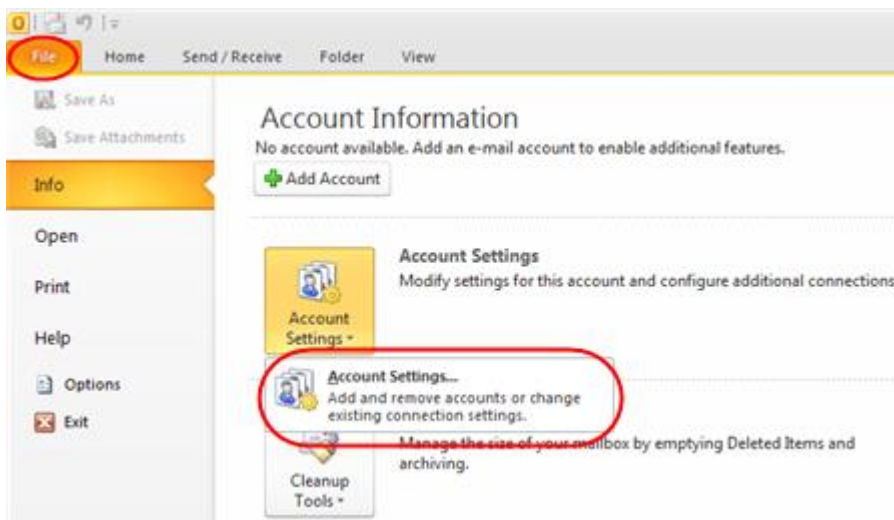 File Home Send / Receive Folder View
Save As
Save Attachments
Info
Open
Print
Help
Options
Exit
Account Information
No account available. Add an e-mail account to enable additional features.
Add Account
Account Settings
Modify settings for this account and configure additional connections
Account
Settings
Account Settings...
Add and remove accounts or change
existing connection settings.
Manage the size of your mailbox by emptying Deleted Items and
archiving.
Cleanup
Tools